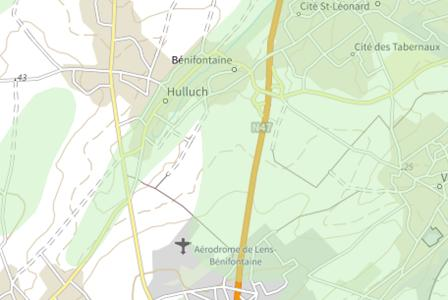 Cité St-Léonard
Cité des Tabernaux
Bénifontaine
43
Hulluch
N47
25
Aérodrome de Lens-
Bénifontaine